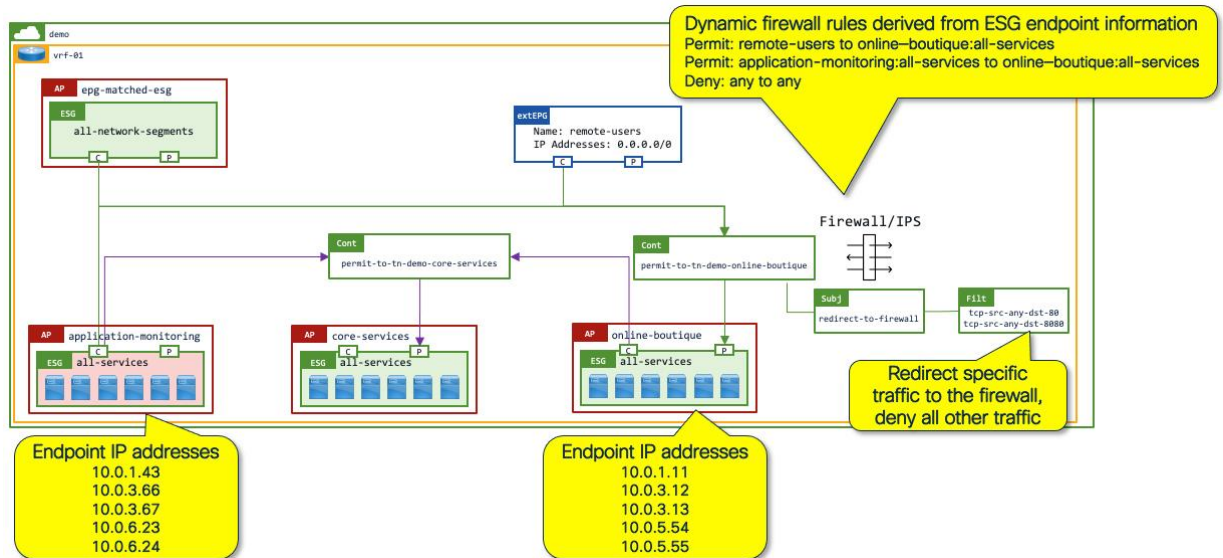 Dynamic firewall rules derived from ESG endpoint information
Permit: remote-users to online–boutique:all-services
Permit: application-monitoring:all-services to online–boutique:all-services
Deny: any to any
demo
vrf-01
AP epg-matched-esg
ESG
all-network-segments
C P
extEPG
Name: remote-users
IP Addresses: 0.0.0.0/0
C P
Firewall/IPS
Cont
permit-to-tn-demo-core-services
Cont
permit-to-tn-demo-online-boutique
Subj
redirect-to-firewall
Filt
tcp-src-any-dst-80
tcp-src-any-dst-8080
AP application-monitoring
C P
ESG all-services
AP core-services
C P
ESG all-services
AP online-boutique
C P
ESG all-services
Redirect specific
traffic to the firewall,
deny all other traffic
Endpoint IP addresses
10.0.1.43
10.0.3.66
10.0.3.67
10.0.6.23
10.0.6.24
Endpoint IP addresses
10.0.1.11
10.0.3.12
10.0.3.13
10.0.5.54
10.0.5.55